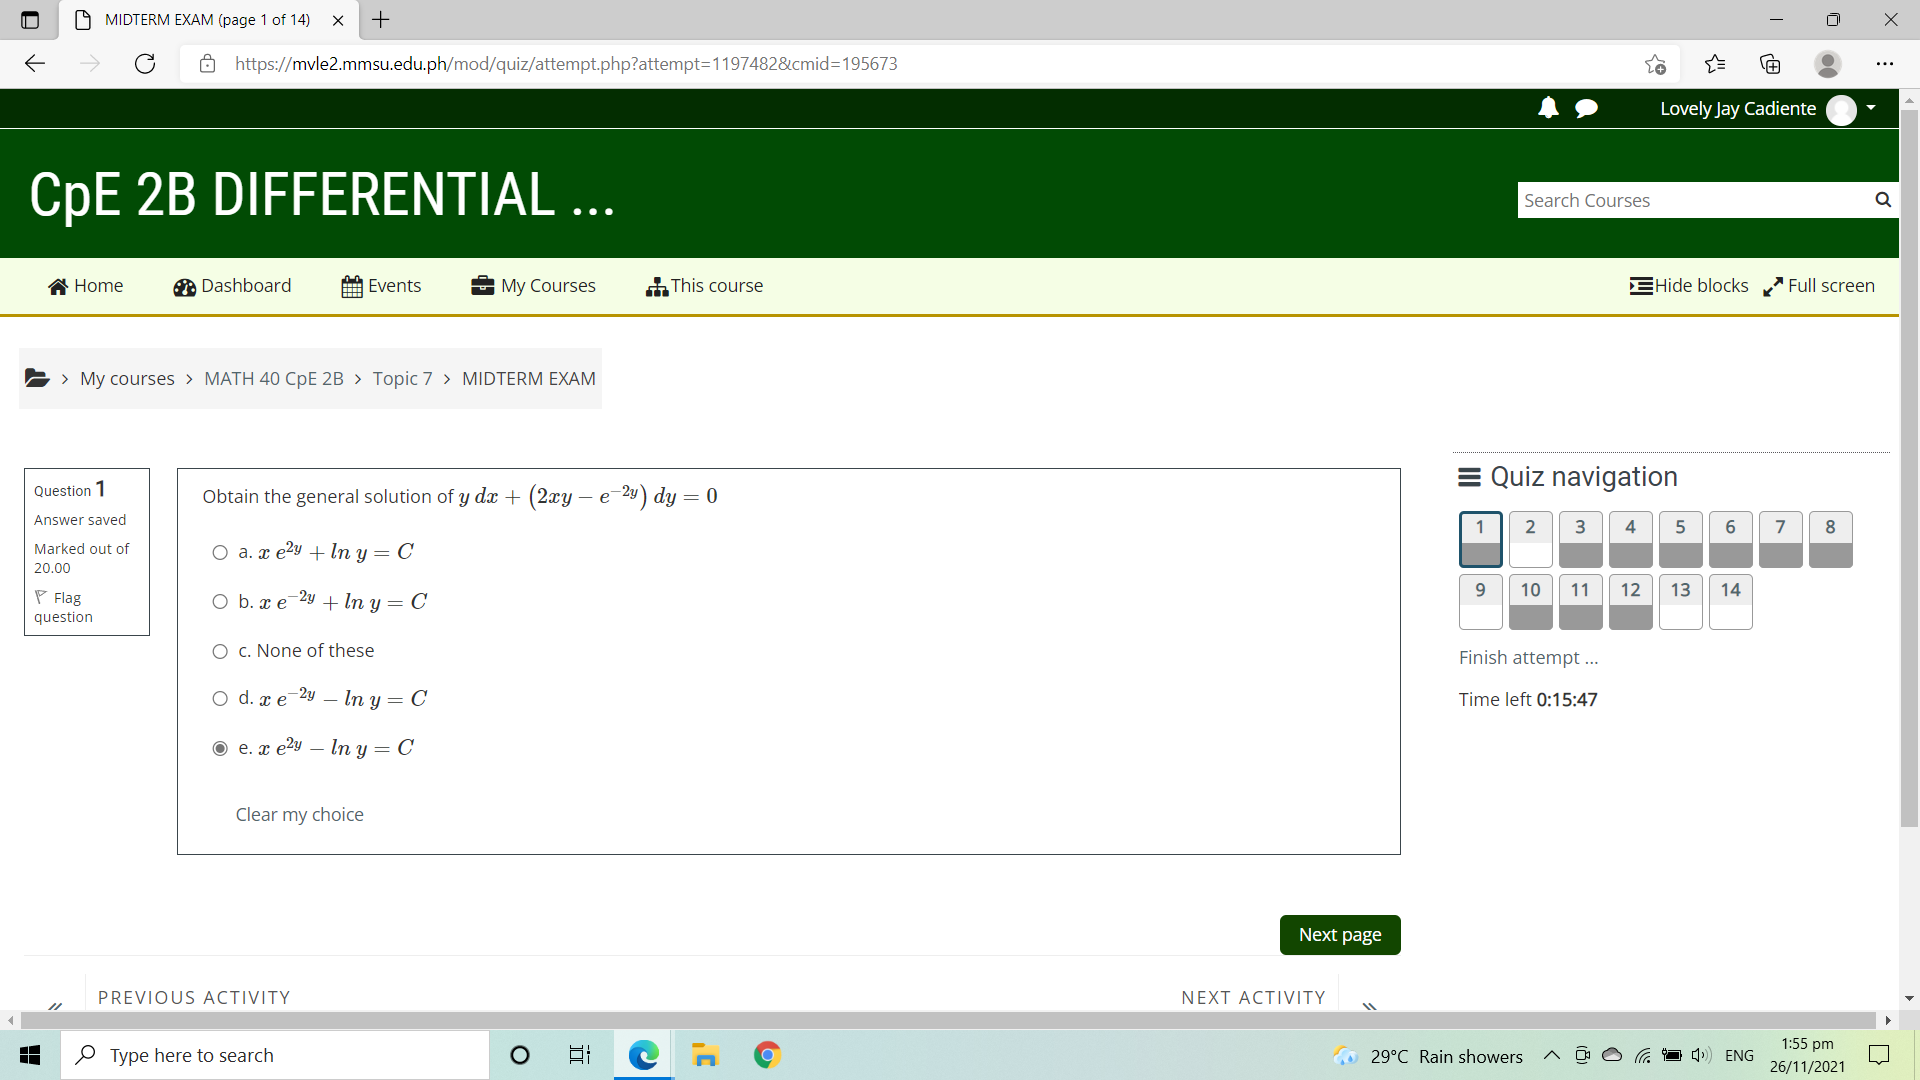 MIDTERM EXAM (page 1 of 14)
https://mvle2.mmsu.edu.ph/mod/quiz/attempt.php?attempt=1197482&cmid=195673
Lovely Jay Cadiente
CpE 2B DIFFERENTIAL ...
Search Courses
Home Dashboard Events My Courses This course Hide blocks Full screen
> My courses > MATH 40 CpE 2B > Topic 7 > MIDTERM EXAM
Question 1
Answer saved
Marked out of
20.00
Flag
question
Obtain the general solution of y dx + (2xy − e^{−2y}) dy = 0
a. x e^{2y} + ln y = C
b. x e^{−2y} + ln y = C
c. None of these
d. x e^{−2y} − ln y = C
e. x e^{2y} − ln y = C
Clear my choice
Next page
PREVIOUS ACTIVITY
NEXT ACTIVITY
Quiz navigation
1 2 3 4 5 6 7 8
9 10 11 12 13 14
Finish attempt ...
Time left 0:15:47
Type here to search
29°C Rain showers
ENG
1:55 pm
26/11/2021